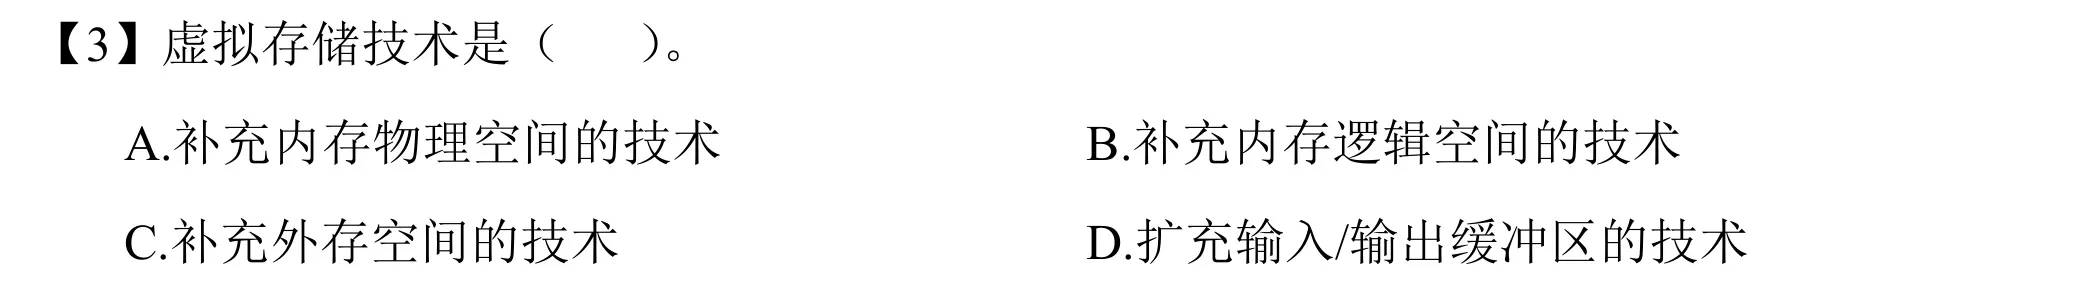 【3】虚拟存储技术是（　　）。
A.补充内存物理空间的技术　　B.补充内存逻辑空间的技术
C.补充外存空间的技术　　D.扩充输入/输出缓冲区的技术